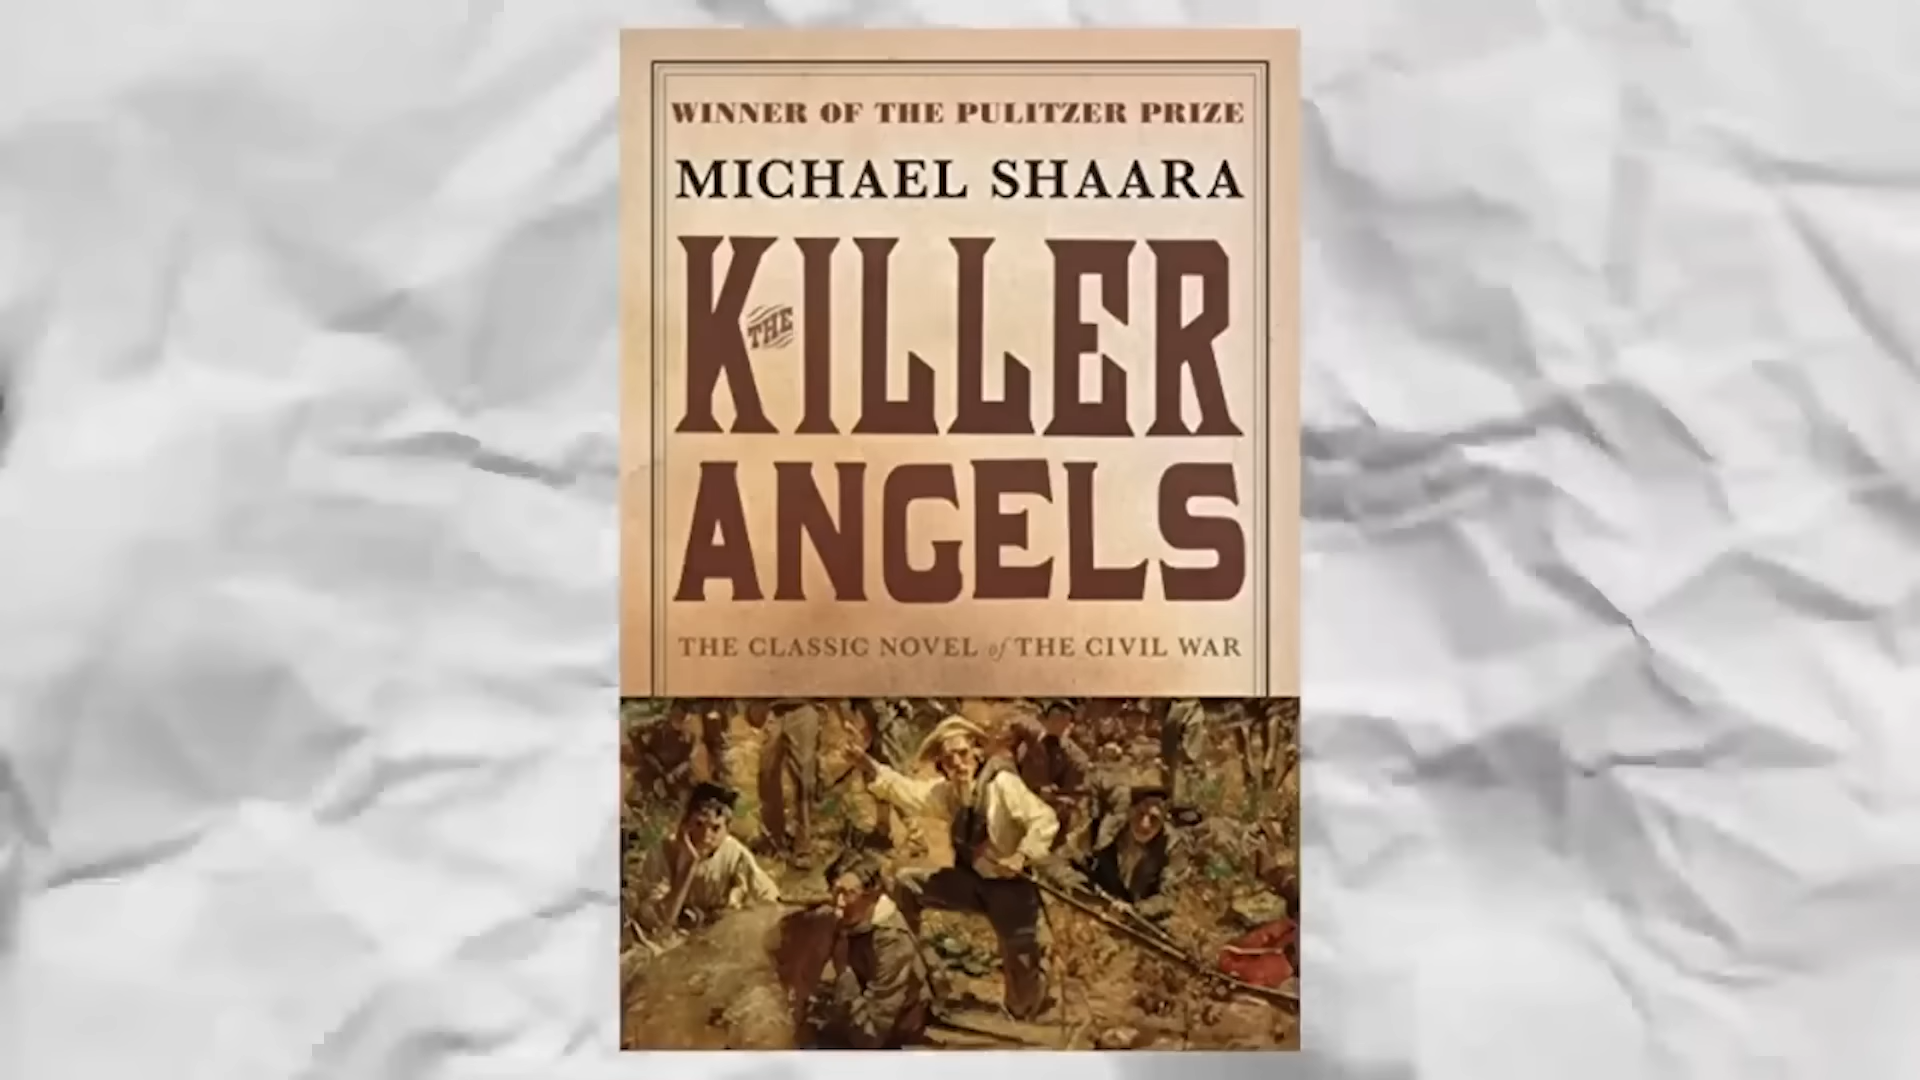 WINNER OF THE PULITZER PRIZE
MICHAEL SHAARA
THE
KILLER
ANGELS
THE CLASSIC NOVEL of THE CIVIL WAR